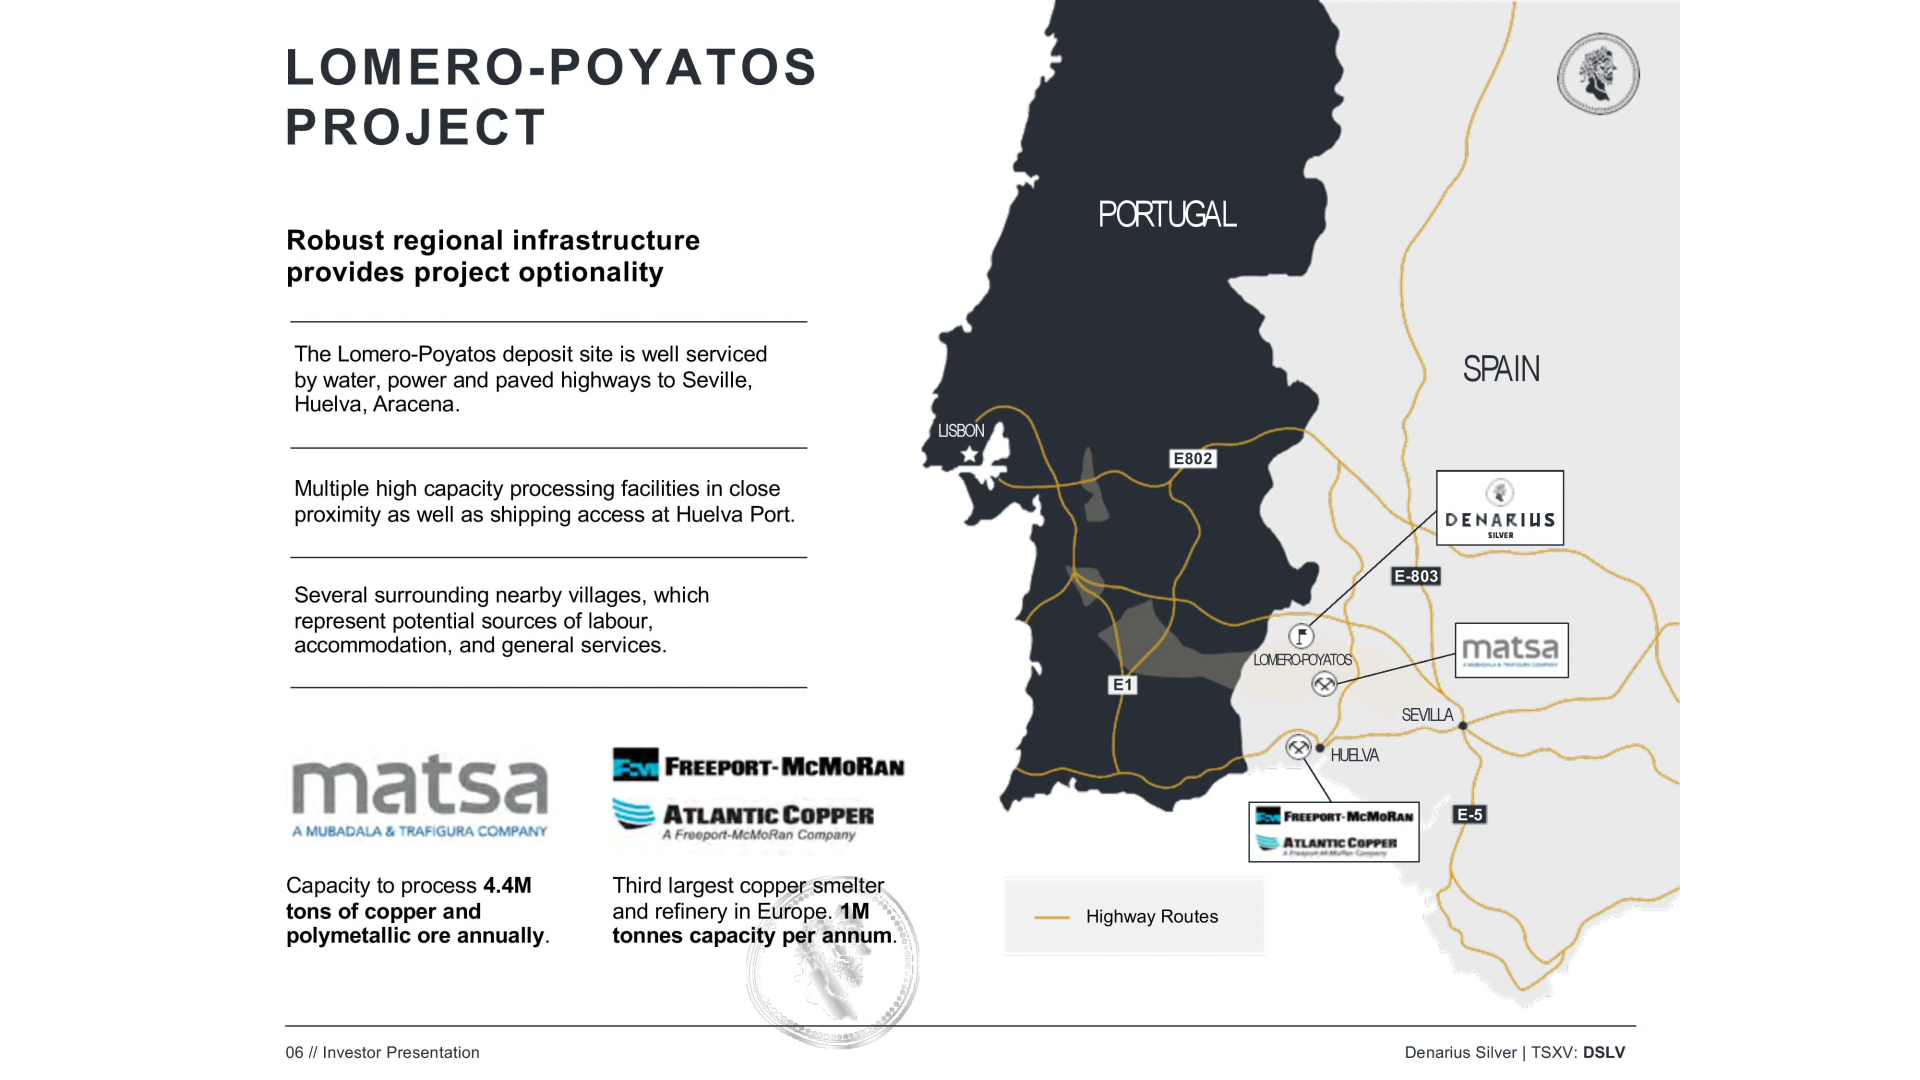 LOMERO-POYATOS
PROJECT
Robust regional infrastructure
provides project optionality
The Lomero-Poyatos deposit site is well serviced
by water, power and paved highways to Seville,
Huelva, Aracena.
Multiple high capacity processing facilities in close
proximity as well as shipping access at Huelva Port.
Several surrounding nearby villages, which
represent potential sources of labour,
accommodation, and general services.
matsa
A MUBADALA & TRAFIGURA COMPANY
FREEPORT-MCMORAN
ATLANTIC COPPER
A Freeport-McMoRan Company
Capacity to process 4.4M
tons of copper and
polymetallic ore annually.
Third largest copper smelter
and refinery in Europe. 1M
tonnes capacity per annum.
PORTUGAL
SPAIN
LISBON
E802
DENARIUS
SILVER
E-803
LOMERO-POYATOS
matsa
A MUBADALA & TRAFIGURA COMPANY
E1
SEVILLA
HUELVA
FREEPORT-MCMORAN
ATLANTIC COPPER
A Freeport-McMoRan Company
E-5
Highway Routes
06 // Investor Presentation
Denarius Silver | TSXV: DSLV